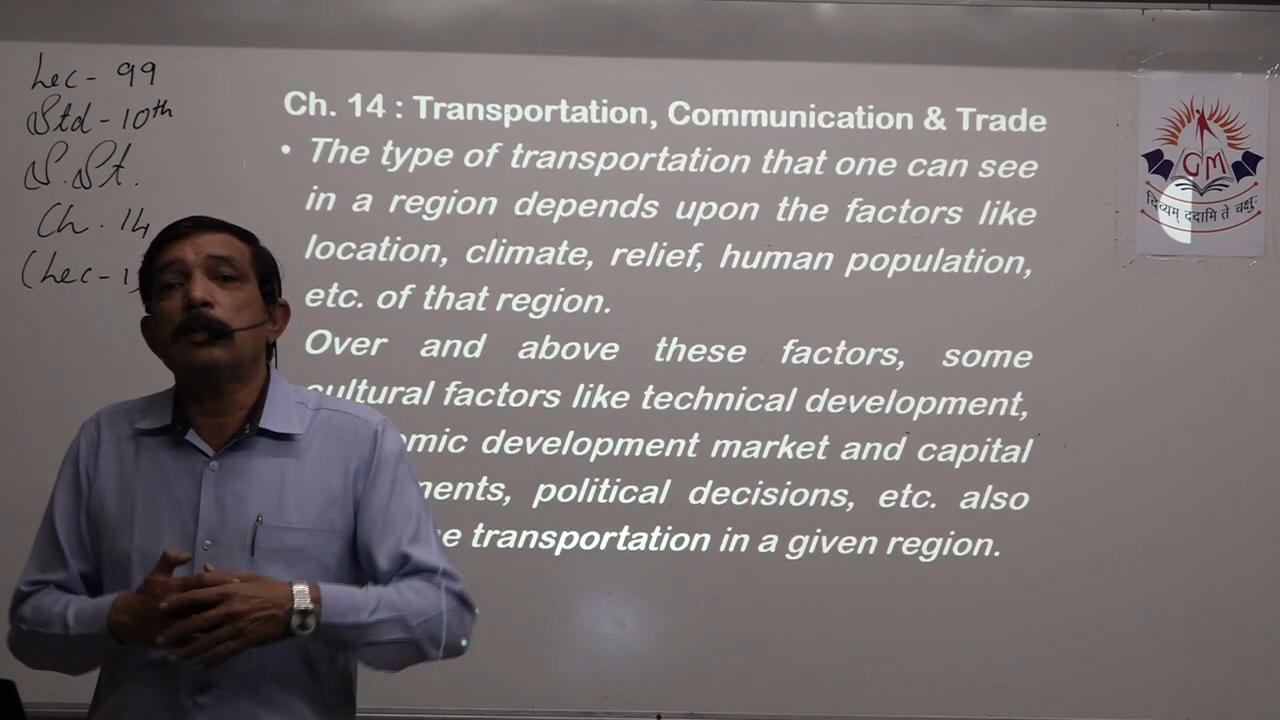 Lec - 99
Std - 10th
S.St.
Ch. 14
(Lec - 1)
Ch. 14 : Transportation, Communication & Trade
• The type of transportation that one can see
in a region depends upon the factors like
location, climate, relief, human population,
etc. of that region.
Over and above these factors, some
cultural factors like technical development,
development market and capital
political decisions, etc. also
transportation in a given region.
GM
दिव्यम् ददामि ते चक्षुः